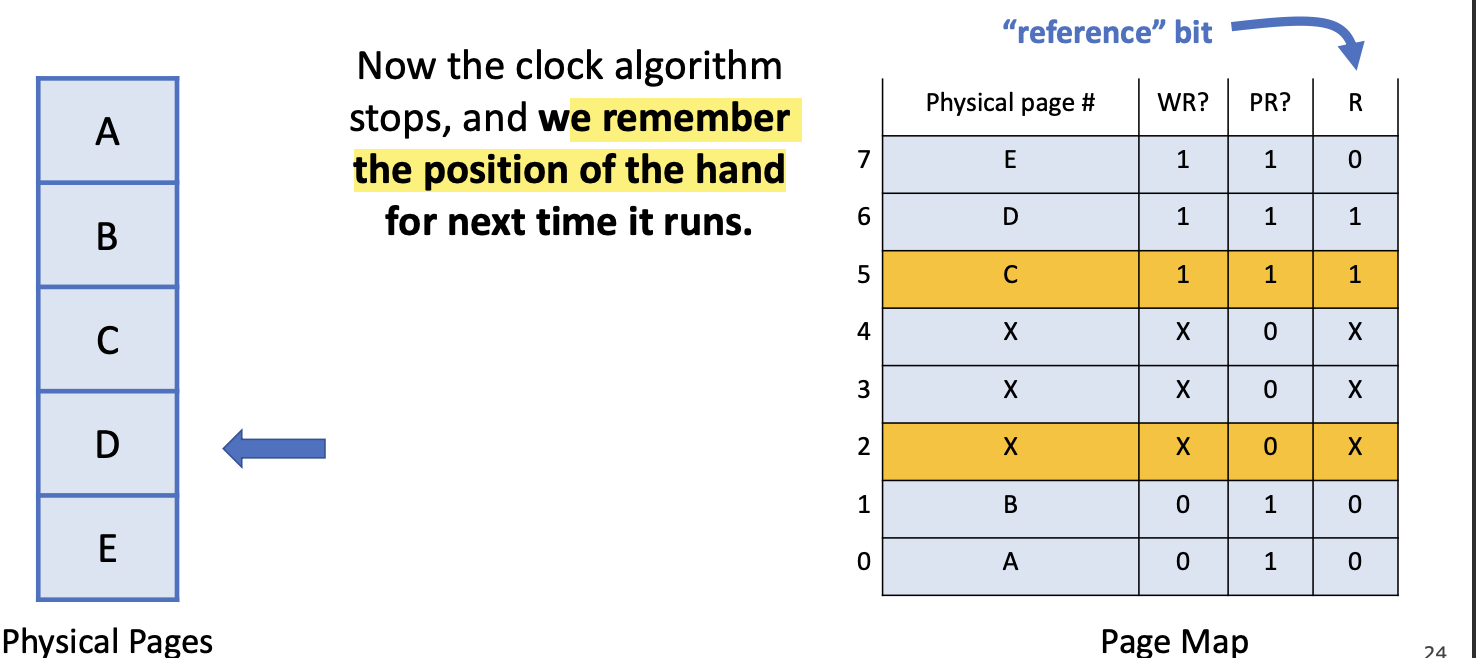 “reference” bit
Now the clock algorithm
stops, and we remember
the position of the hand
for next time it runs.
A
B
C
D
E
Physical Pages
Physical page # WR? PR? R
7 E 1 1 0
6 D 1 1 1
5 C 1 1 1
4 X X 0 X
3 X X 0 X
2 X X 0 X
1 B 0 1 0
0 A 0 1 0
Page Map
24